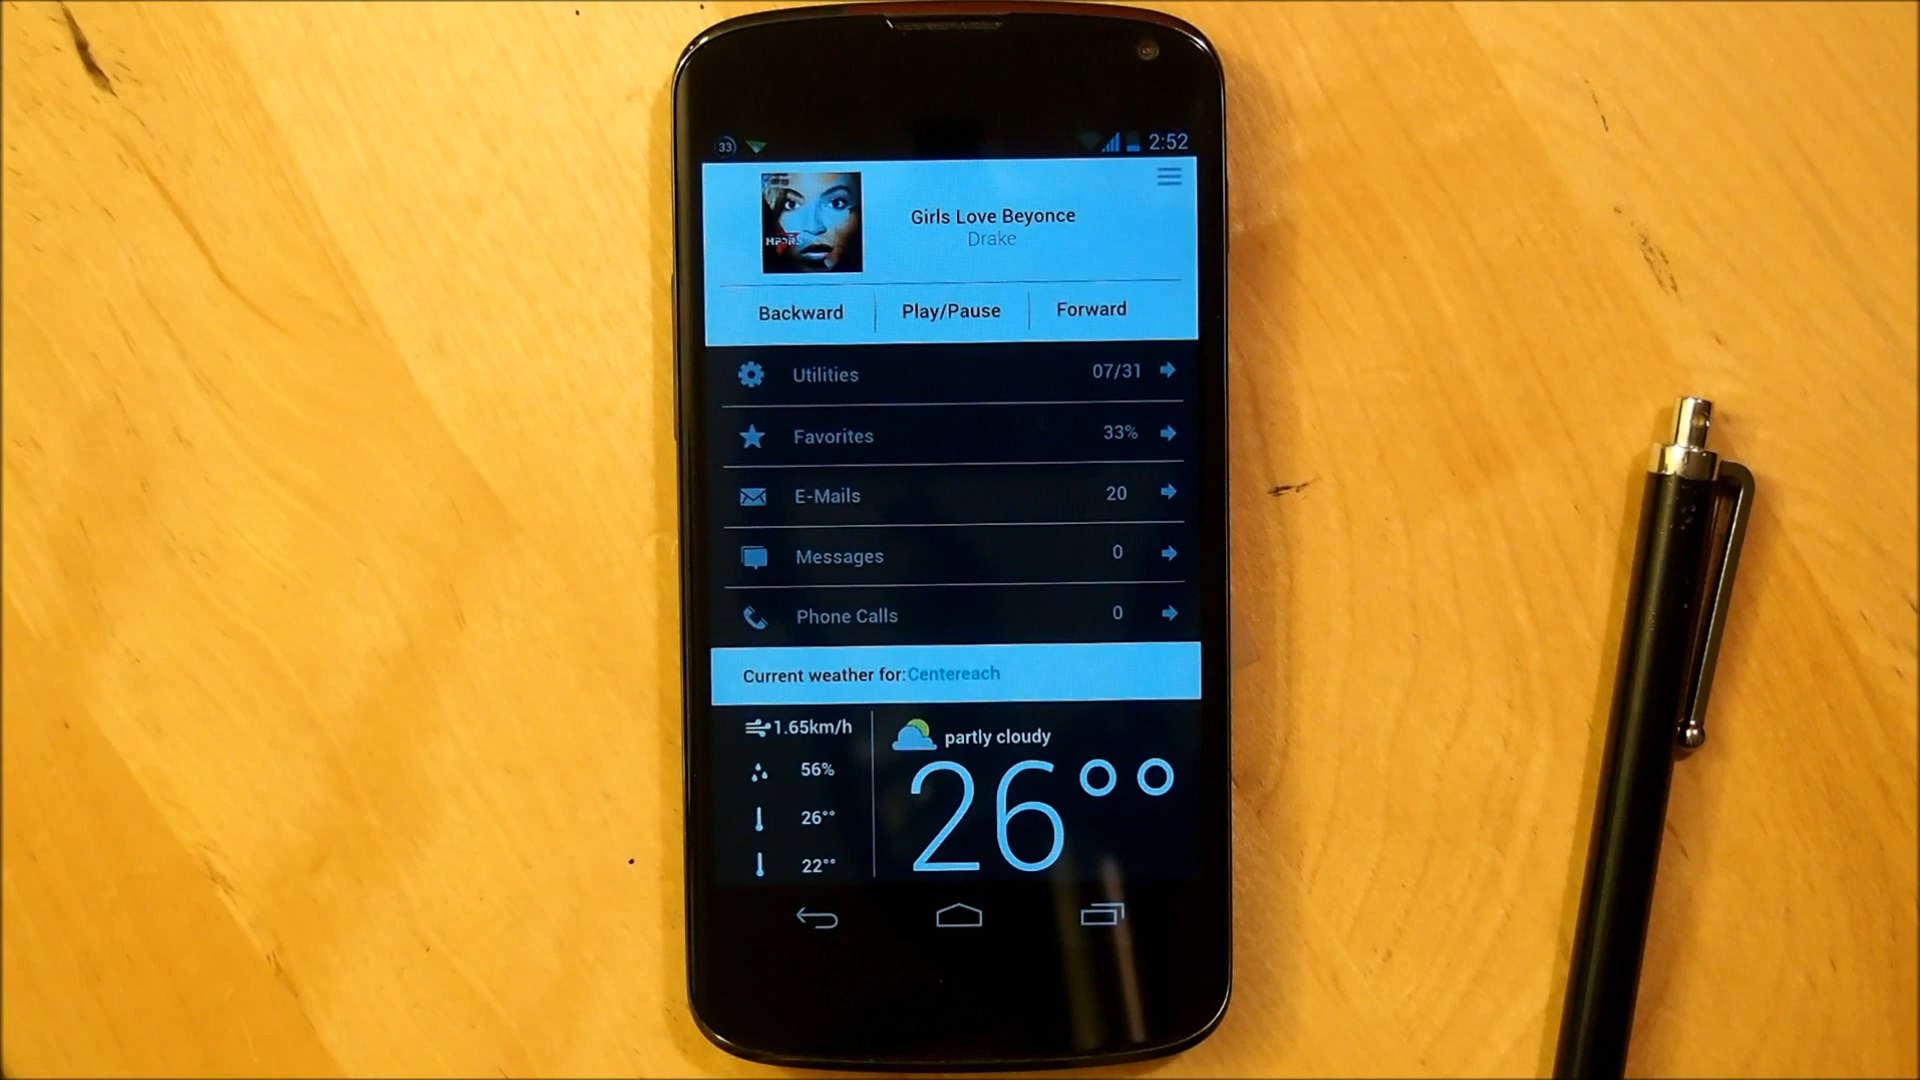 33 2:52
MPJRS
Girls Love Beyonce
Drake
Backward Play/Pause Forward
Utilities 07/31
Favorites 33%
E-Mails 20
Messages 0
Phone Calls 0
Current weather for:Centereach
1.65km/h
56%
26°°
22°°
partly cloudy
26°°